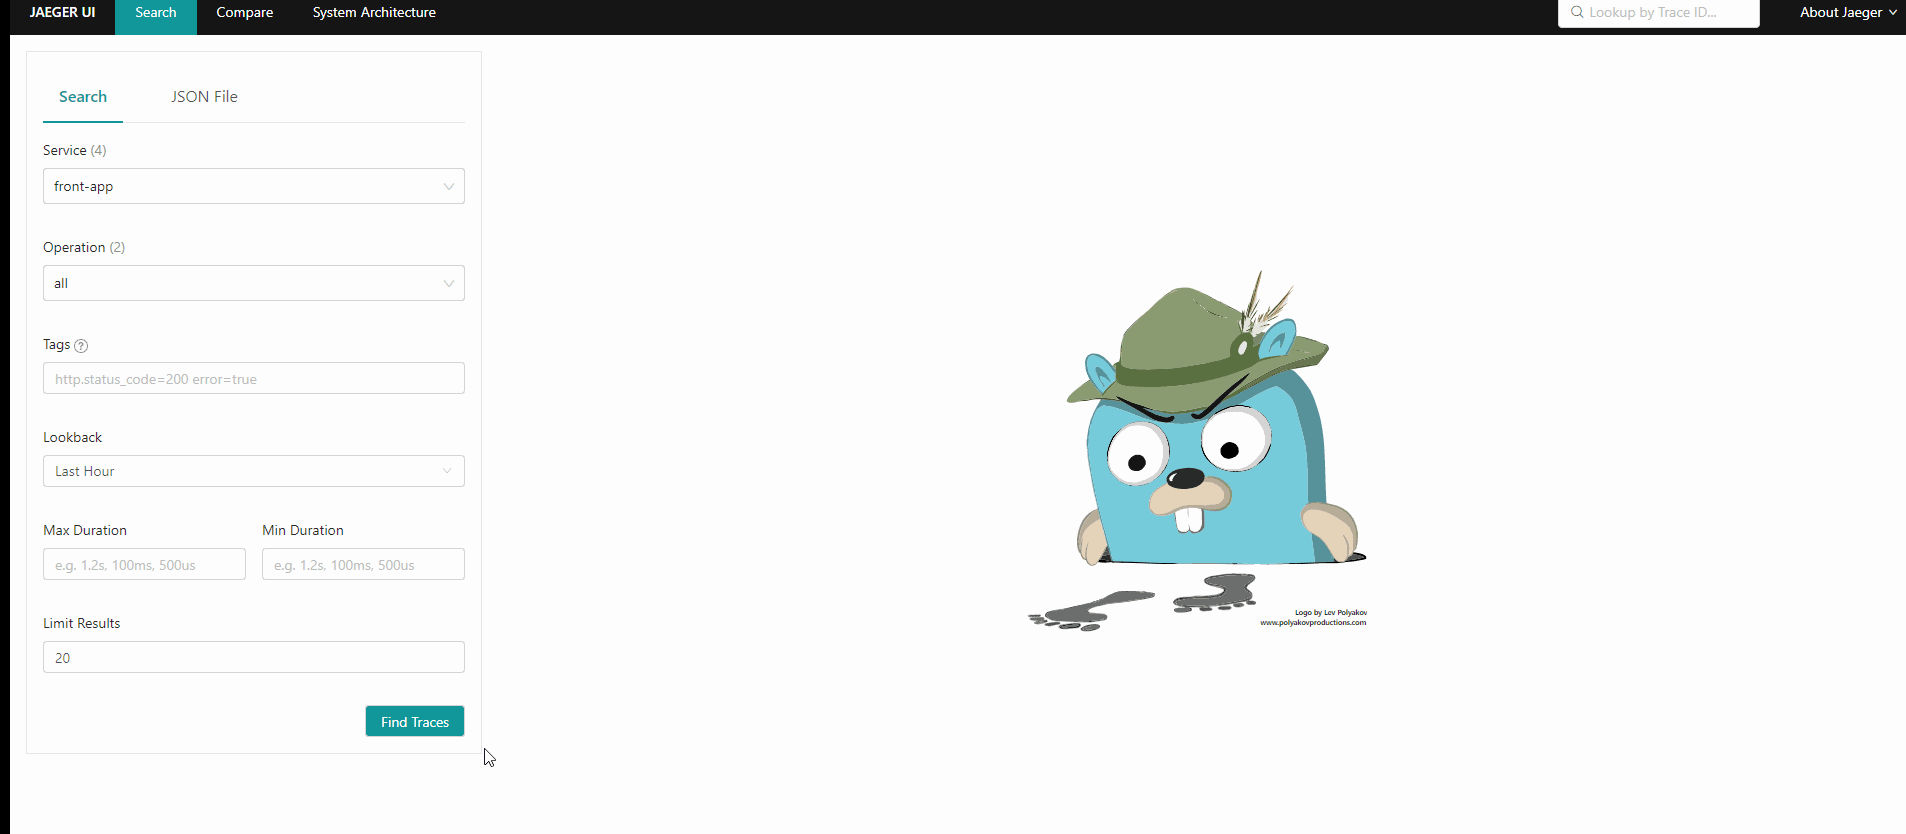 JAEGER UI Search Compare System Architecture Lookup by Trace ID... About Jaeger
Search JSON File
Service (4)
front-app
Operation (2)
all
Tags ?
http.status_code=200 error=true
Lookback
Last Hour
Max Duration Min Duration
e.g. 1.2s, 100ms, 500us e.g. 1.2s, 100ms, 500us
Limit Results
20
Find Traces
Logo by Lev Polyakov
www.polyakovproductions.com